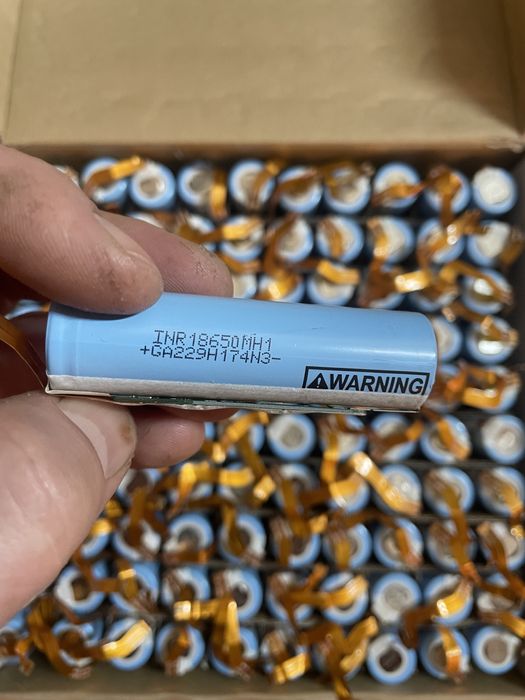 INR18650MH1
+GA229H174N3-
⚠WARNING